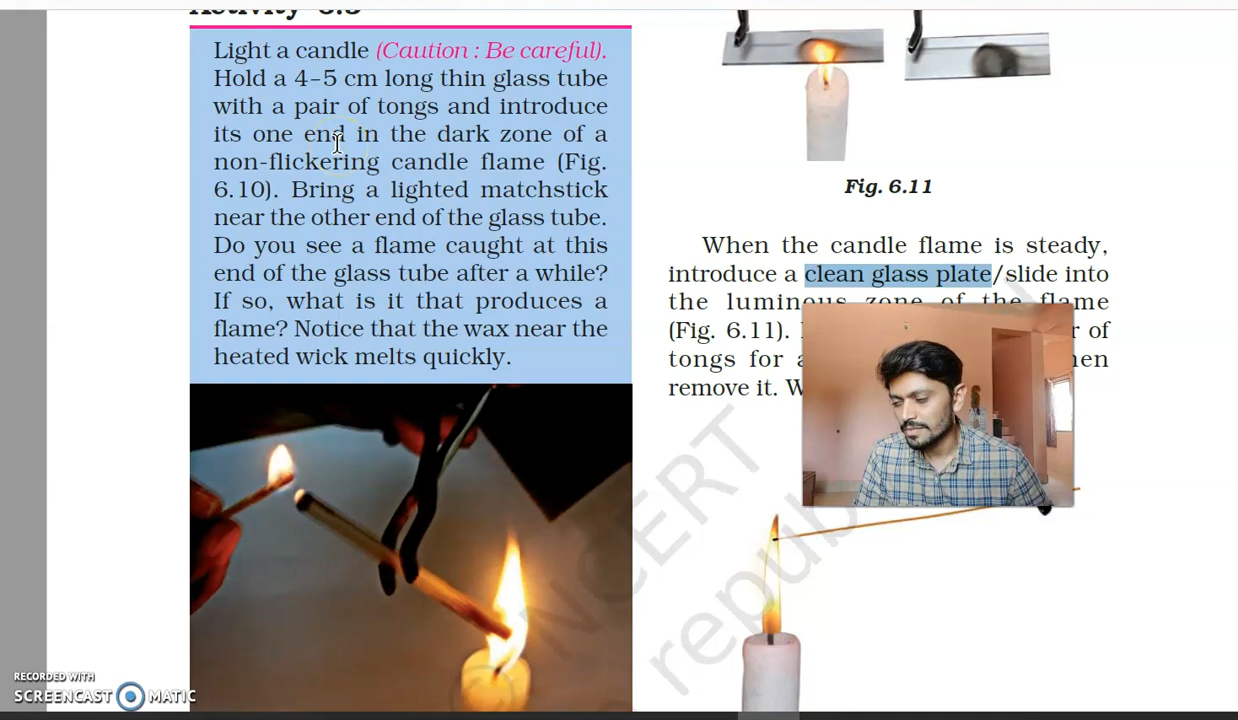 Light a candle (Caution : Be careful).
Hold a 4–5 cm long thin glass tube
with a pair of tongs and introduce
its one end in the dark zone of a
non-flickering candle flame (Fig.
6.10). Bring a lighted matchstick
near the other end of the glass tube.
Do you see a flame caught at this
end of the glass tube after a while?
If so, what is it that produces a
flame? Notice that the wax near the
heated wick melts quickly.
Fig. 6.11
When the candle flame is steady,
introduce a clean glass plate/slide into
the luminous zone of the flame
(Fig. 6.11).
of
tongs for
remove it.
© NCERT
republ
RECORDED WITH
SCREENCAST MATIC